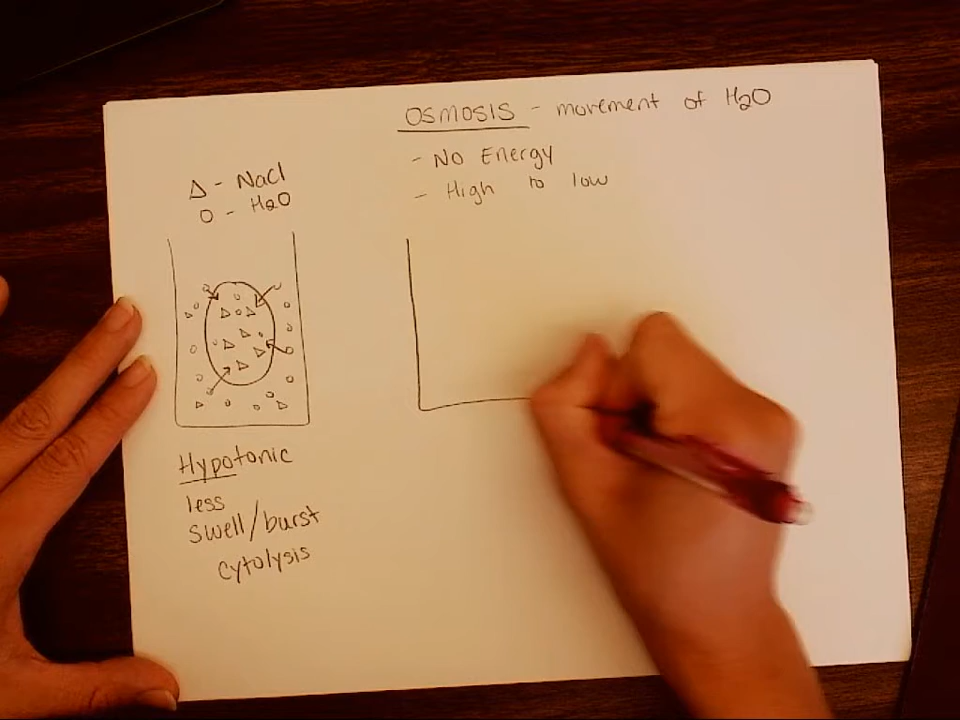 OSMOSIS - movement of H2O
- No Energy
- High to low
Δ - NaCl
O - H2O
Hypotonic
less
swell/burst
cytolysis